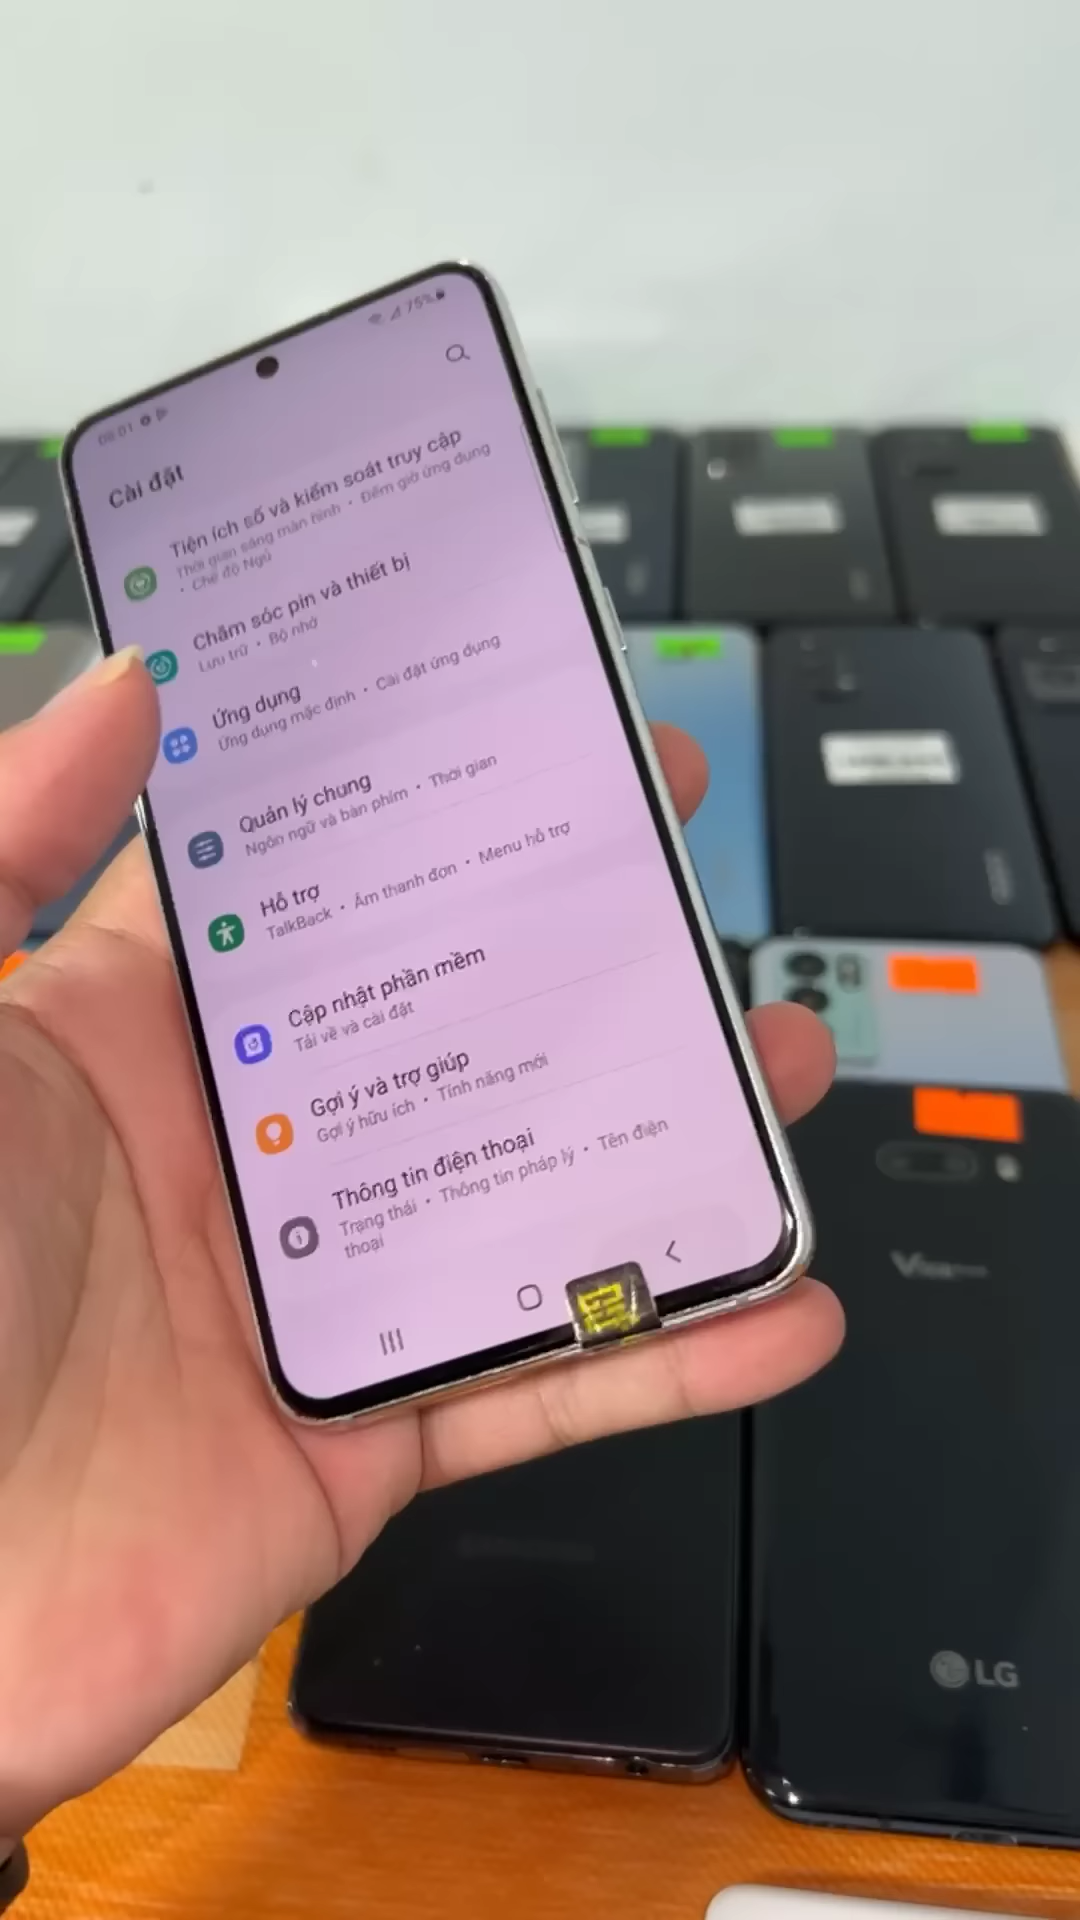 08:01
75%
Cài đặt
Tiện ích số và kiểm soát truy cập
Thời gian sáng màn hình • Đếm giờ ứng dụng
• Chế độ Ngủ
Chăm sóc pin và thiết bị
Lưu trữ • Bộ nhớ
Ứng dụng
Ứng dụng mặc định • Cài đặt ứng dụng
Quản lý chung
Ngôn ngữ và bàn phím • Thời gian
Hỗ trợ
TalkBack • Âm thanh đơn • Menu hỗ trợ
Cập nhật phần mềm
Tải về và cài đặt
Gợi ý và trợ giúp
Gợi ý hữu ích • Tính năng mới
Thông tin điện thoại
Trạng thái • Thông tin pháp lý • Tên điện
thoại
LG